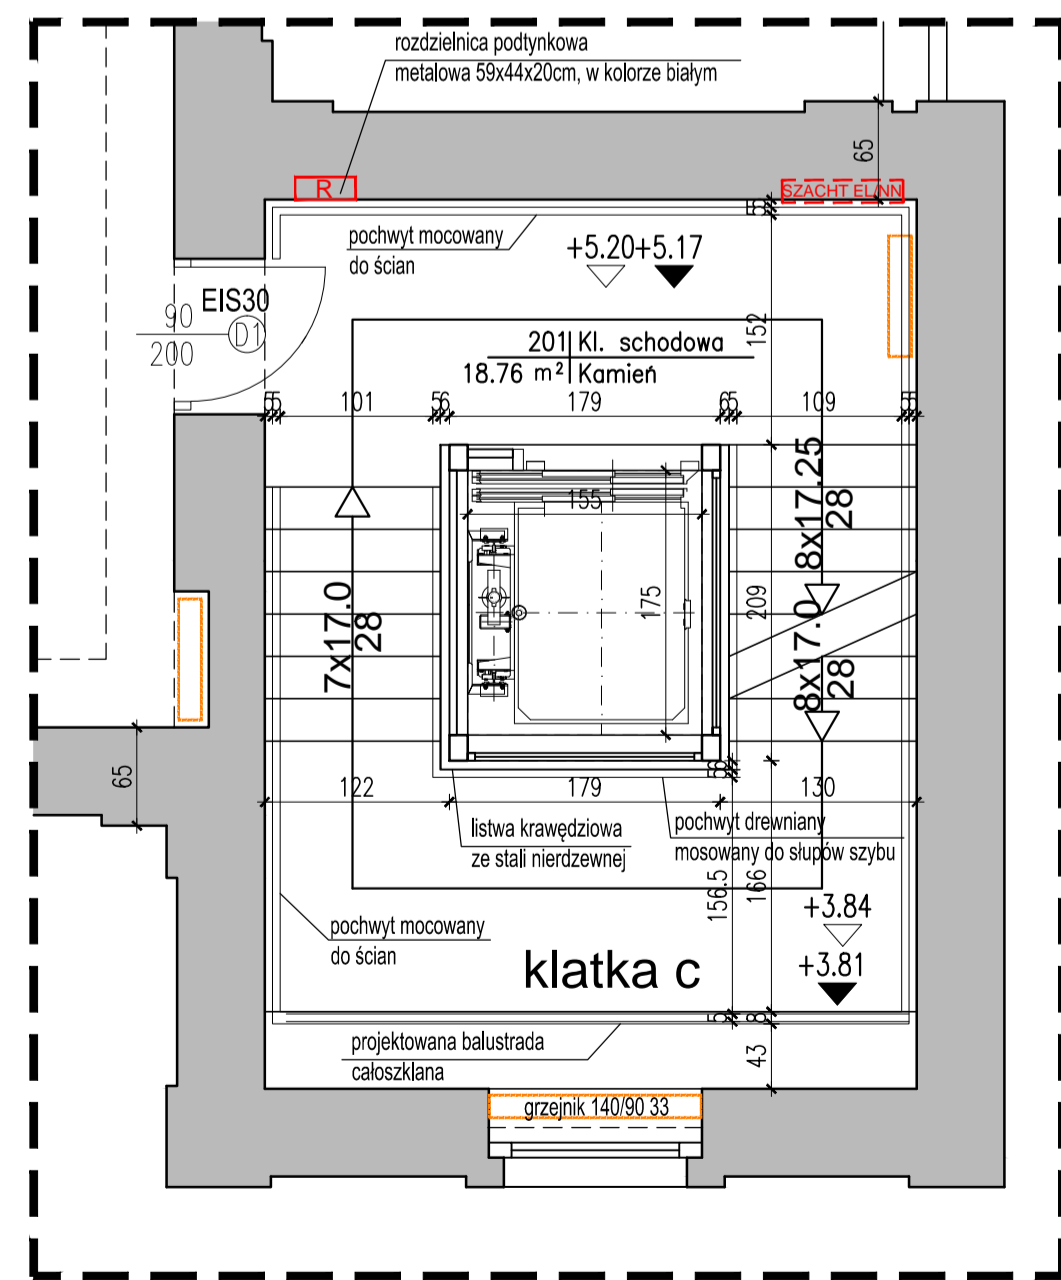 rozdzielnica podtynkowa
metalowa 59x44x20cm, w kolorze białym
65
R
SZACHT EL/NN
pochwyt mocowany
do ścian
+5.20+5.17
EIS30
90
D1
200
152
201 Kl. schodowa
18.76 m² Kamień
55 101 56 179 65 109 55
155
175
209
7x17.0
28
8x17.25
28
8x17.0
28
65
122 179 130
listwa krawędziowa
ze stali nierdzewnej
pochwyt drewniany
mosowany do słupów szybu
156.5
166
pochwyt mocowany
do ścian
+3.84
+3.81
klatka c
5 8
43
projektowana balustrada
całoszklana
grzejnik 140/90 33